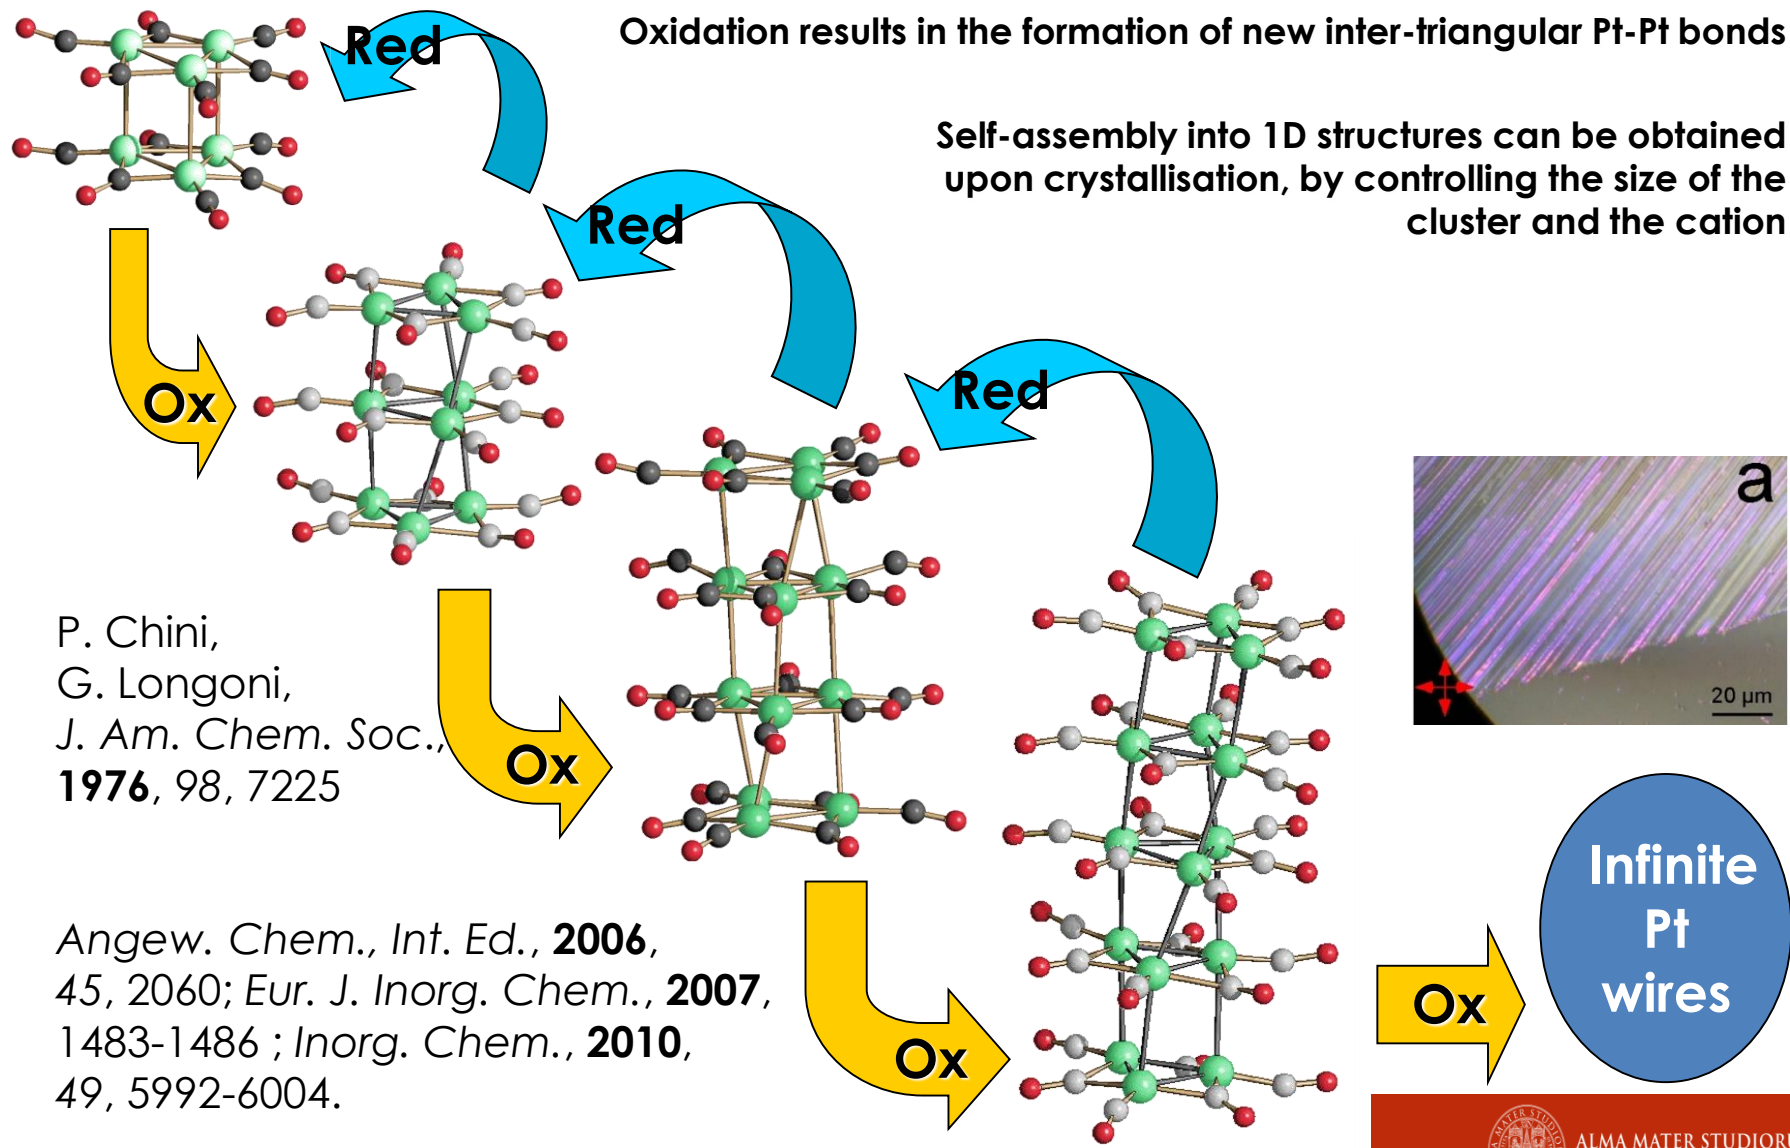 Oxidation results in the formation of new inter-triangular Pt-Pt bonds
Red
Self-assembly into 1D structures can be obtained
upon crystallisation, by controlling the size of the
cluster and the cation
Red
Ox
Red
a
20 µm
P. Chini,
G. Longoni,
J. Am. Chem. Soc.,
1976, 98, 7225
Ox
Infinite
Pt
wires
Angew. Chem., Int. Ed., 2006,
45, 2060; Eur. J. Inorg. Chem., 2007,
1483-1486 ; Inorg. Chem., 2010,
49, 5992-6004.
Ox
Ox
ALMA MATER STUDIORU